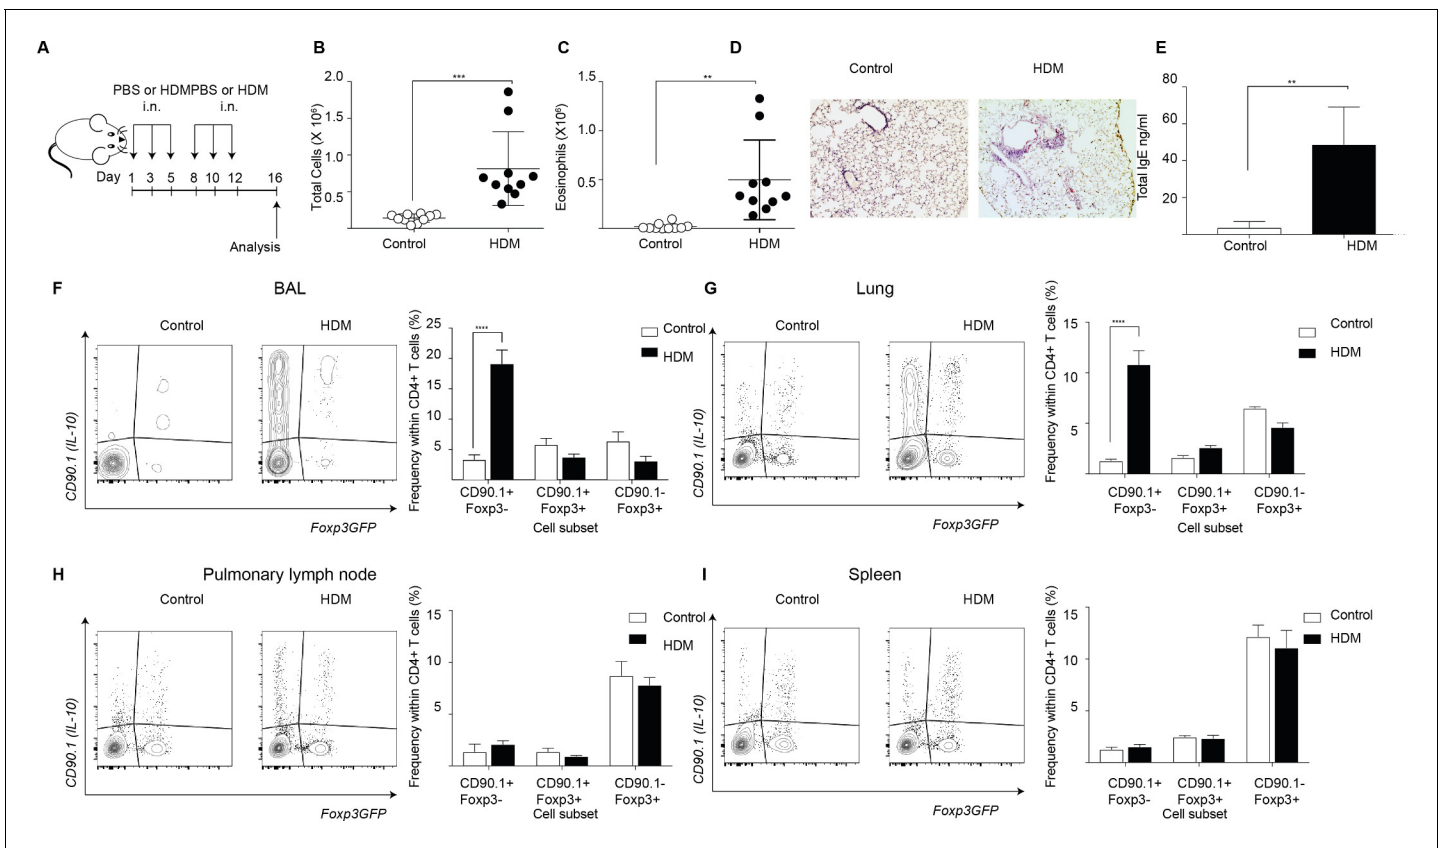 A
PBS or HDMPBS or HDM
i.n. i.n.
Day 1 3 5 8 10 12 16
Analysis
B
Total Cells (X 10⁶)
2.0
1.5
1.0
0.5
***
Control HDM
C
Eosinophils (X10⁶)
1.5
1.0
0.5
**
Control HDM
D
Control HDM
E
Total IgE ng/ml
80
60
40
20
**
Control HDM
F
BAL
Control HDM
CD90.1 (IL-10)
Foxp3GFP
Frequency within CD4+ T cells (%)
25
20
15
10
5
****
Control
HDM
CD90.1+ CD90.1+ CD90.1-
Foxp3- Foxp3+ Foxp3+
Cell subset
G
Lung
Control HDM
CD90.1 (IL-10)
Foxp3GFP
Frequency within CD4+ T cells (%)
15
10
5
****
Control
HDM
CD90.1+ CD90.1+ CD90.1-
Foxp3- Foxp3+ Foxp3+
Cell subset
H
Pulmonary lymph node
Control HDM
CD90.1 (IL-10)
Foxp3GFP
Frequency within CD4+ T cells (%)
15
10
5
Control
HDM
CD90.1+ CD90.1+ CD90.1-
Foxp3- Foxp3+ Foxp3+
Cell subset
I
Spleen
Control HDM
CD90.1 (IL-10)
Foxp3GFP
Frequency within CD4+ T cells (%)
15
10
5
Control
HDM
CD90.1+ CD90.1+ CD90.1-
Foxp3- Foxp3+ Foxp3+
Cell subset